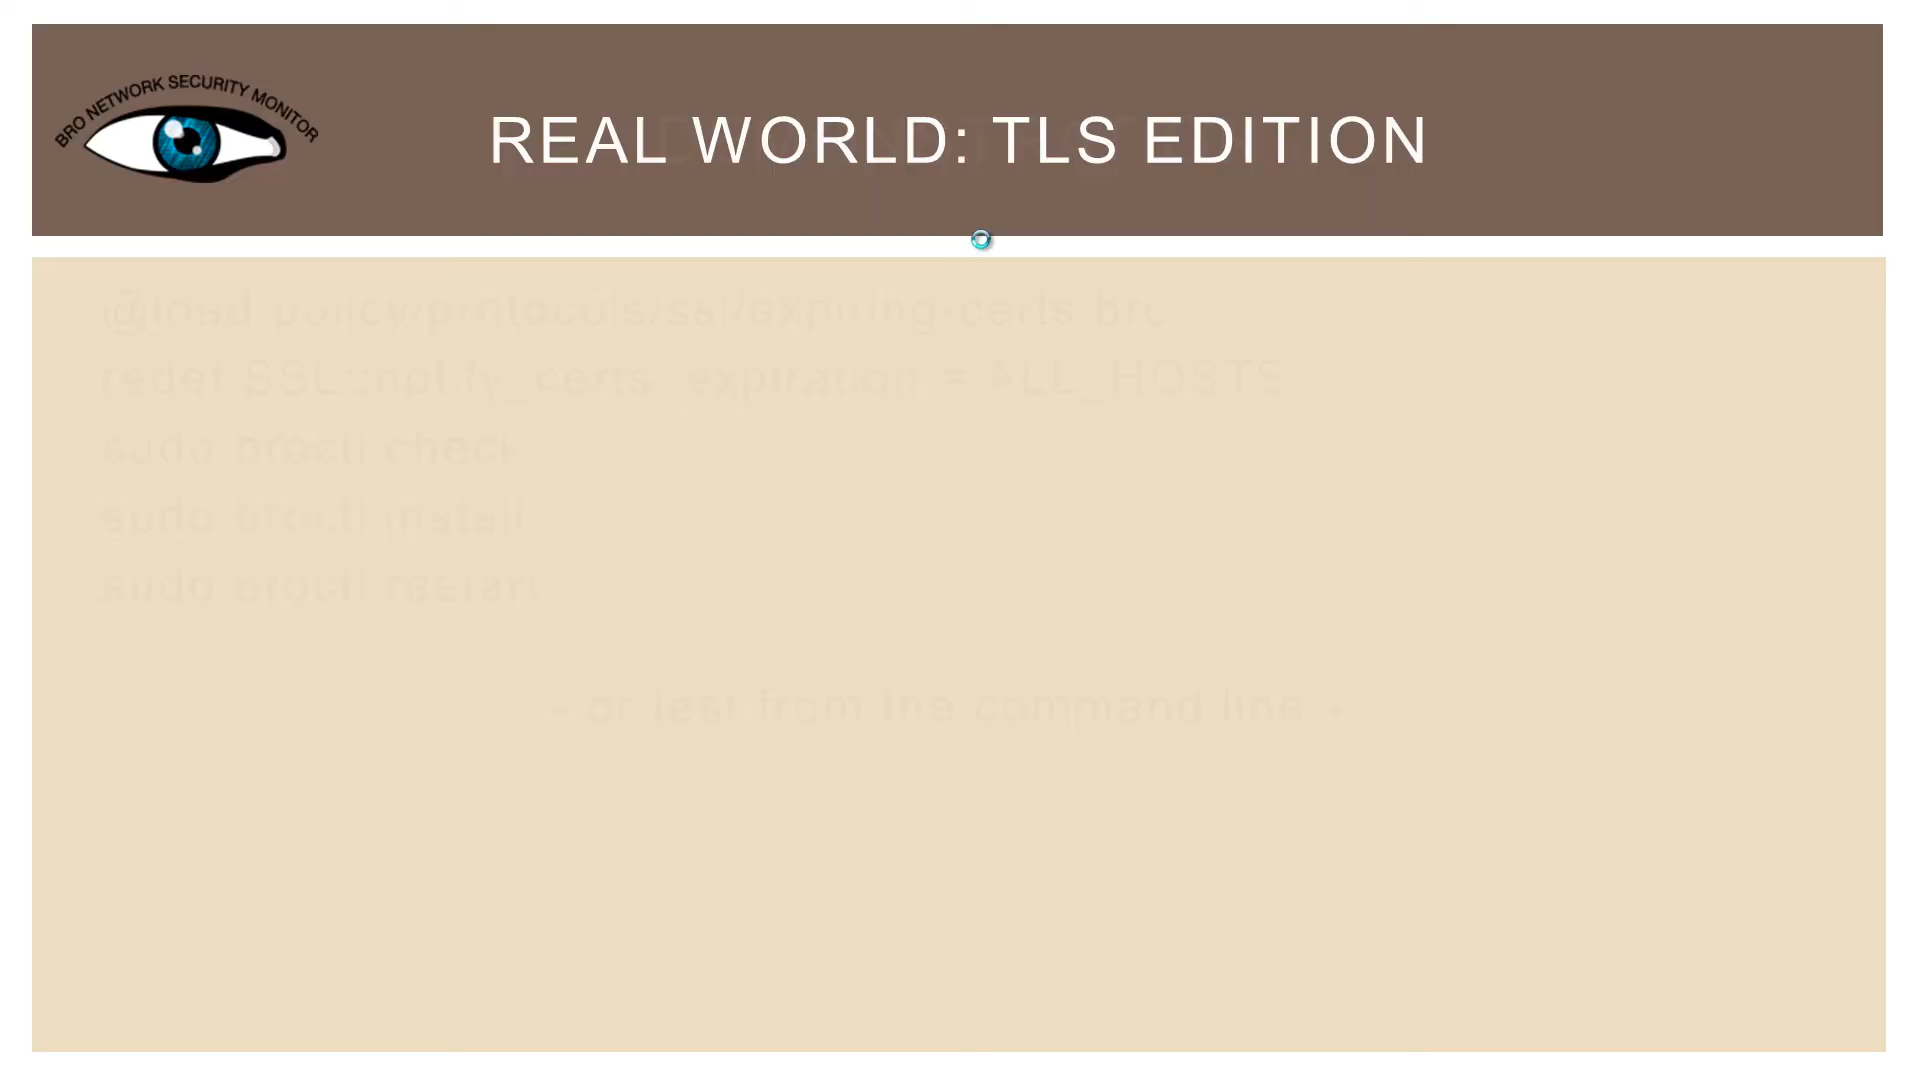 BRO NETWORK SECURITY MONITOR
REAL WORLD: TLS EDITION
@load policy/protocols/ssl/expiring-certs.bro
redef SSL::notify_certs_expiration = ALL_HOSTS
sudo broctl check
sudo broctl install
sudo broctl restart
- or test from the command line -